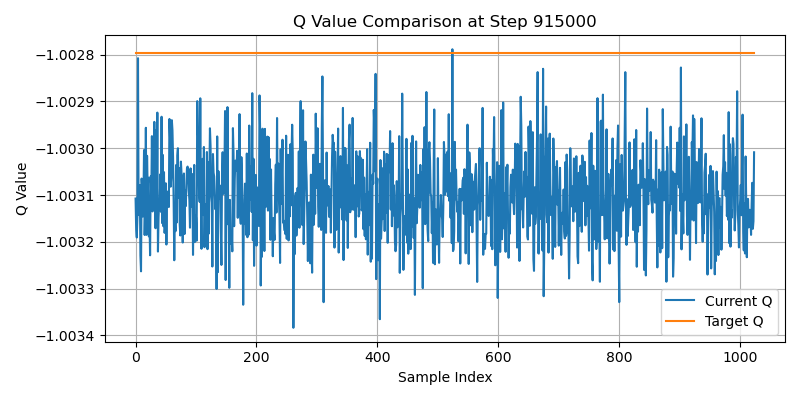 Q Value Comparison at Step 915000
−1.0028
−1.0029
−1.0030
−1.0031
−1.0032
−1.0033
−1.0034
Q Value
0 200 400 600 800 1000
Sample Index
Current Q
Target Q